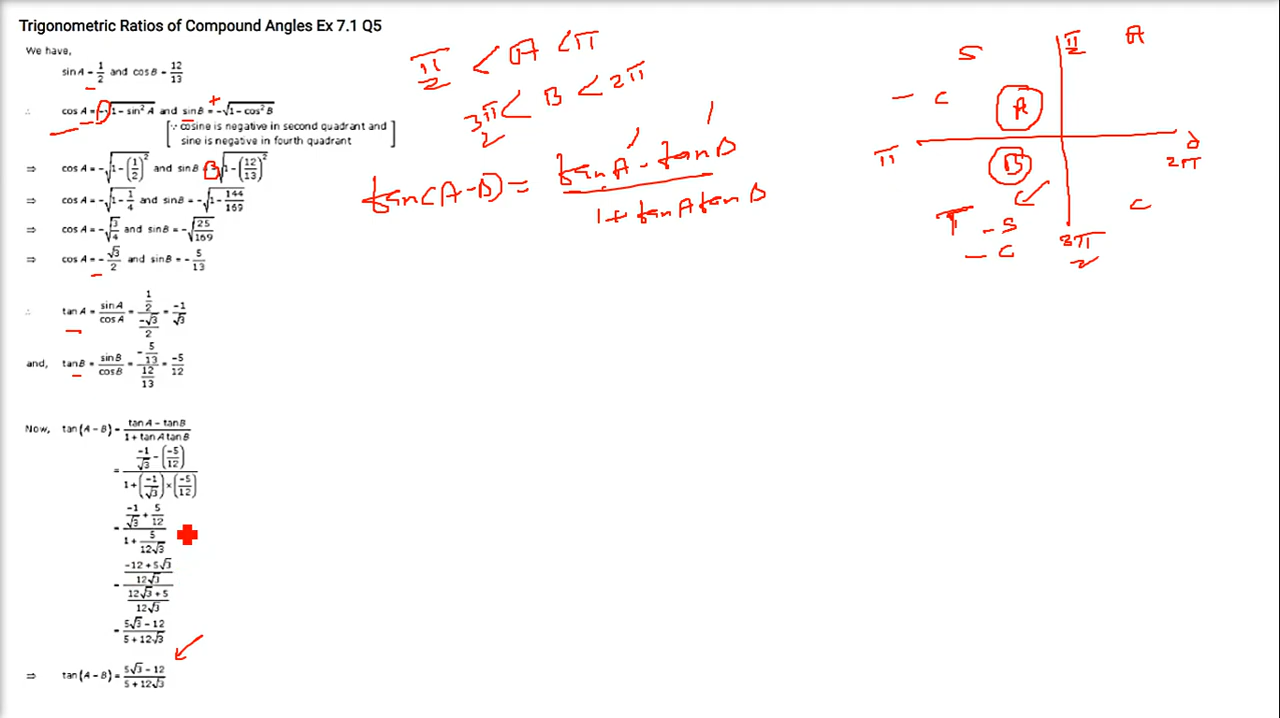 Trigonometric Ratios of Compound Angles Ex 7.1 Q5
We have,
sin A = 1/2 and cos B = 12/13
∴ cos A = -√(1 - sin² A) and sin B = -√(1 - cos² B)
[∵ cosine is negative in second quadrant and
sine is negative in fourth quadrant]
⇒ cos A = -√(1 - (1/2)²) and sin B = -√(1 - (12/13)²)
⇒ cos A = -√(1 - 1/4) and sin B = -√(1 - 144/169)
⇒ cos A = -√(3/4) and sin B = -√(25/169)
⇒ cos A = -√3/2 and sin B = -5/13
∴ tan A = sin A/cos A = (1/2)/(-√3/2) = -1/√3
and, tan B = sin B/cos B = (-5/13)/(12/13) = -5/12
Now, tan(A - B) = (tan A - tan B)/(1 + tan A tan B)
= (-1/√3 - (-5/12))/(1 + (-1/√3) × (-5/12))
= (-1/√3 + 5/12)/(1 + 5/(12√3))
= ((-12 + 5√3)/(12√3))/((12√3 + 5)/(12√3))
= (5√3 - 12)/(5 + 12√3)
⇒ tan(A - B) = (5√3 - 12)/(5 + 12√3)
π/2 < A < π
3π/2 < B < 2π
tan(A-B) = (tan A - tan B)/(1 + tan A tan B)
S π/2 A
- C A
π 2π
B
T - S C
- C 3π/2